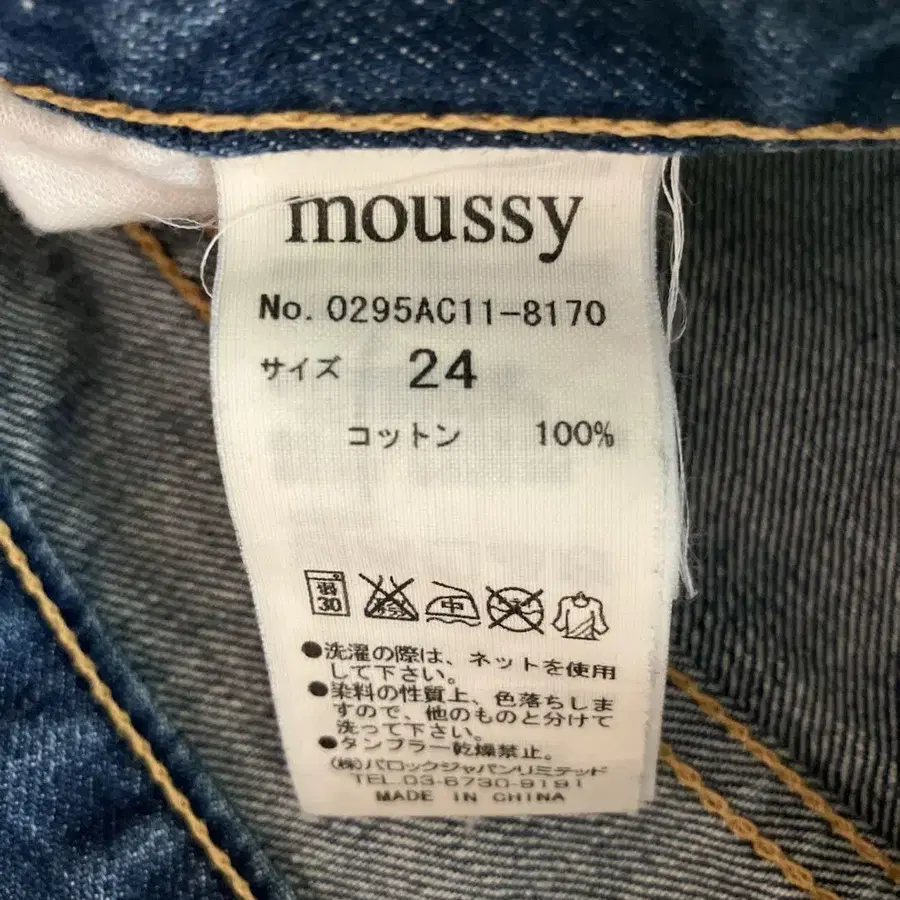 moussy
No. 0295AC11-8170
サイズ 24
コットン 100%
弱 30 中
●洗濯の際は、ネットを使用
して下さい。
●染料の性質上、色落ちしま
すので、他のものと分けて
洗って下さい。
●タンブラー乾燥禁止。
(株)バロックジャパンリミテッド
TEL.03-6730-9191
MADE IN CHINA